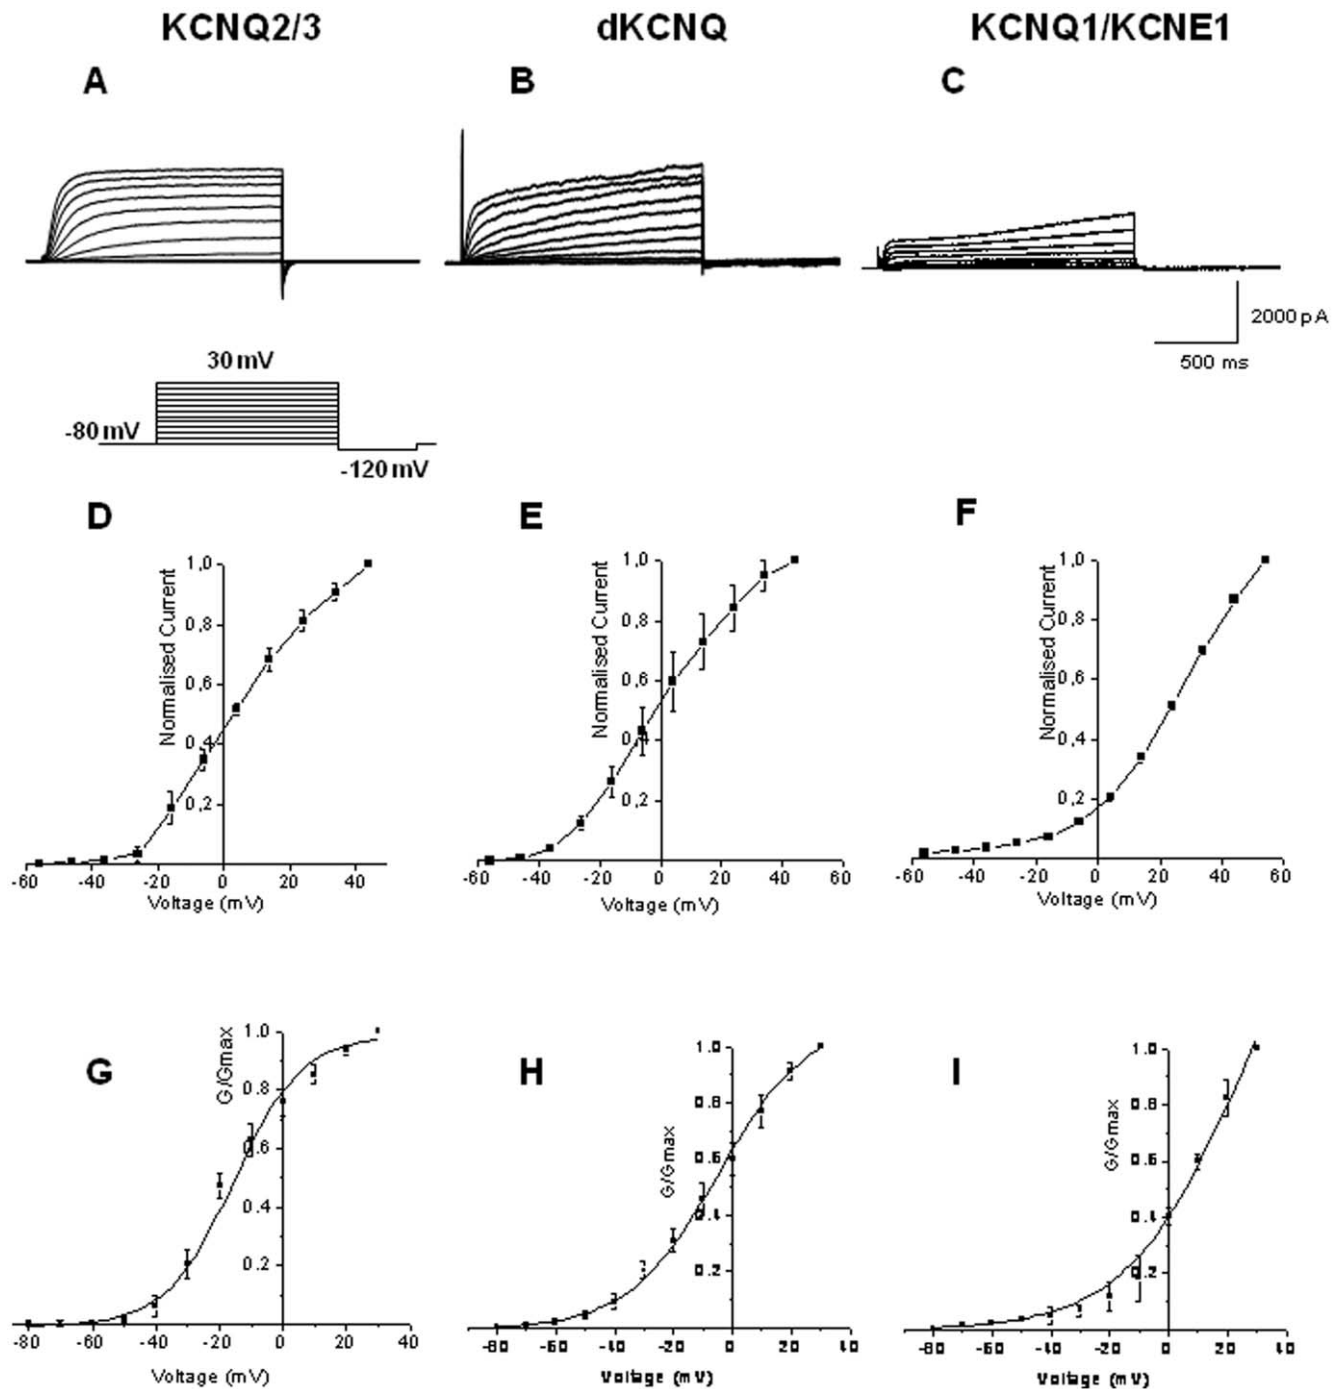 KCNQ2/3 dKCNQ KCNQ1/KCNE1
A B C
2000 pA
500 ms
30 mV
-80 mV
-120 mV
D E F
Normalised Current
1,0
0,8
0,6
0,4
0,2
-60 -40 -20 0 20 40
Voltage (mV)
Normalised Current
1,0
0,8
0,6
0,4
0,2
-60 -40 -20 0 20 40 60
Voltage (mV)
Normalised Current
1,0
0,8
0,6
0,4
0,2
-60 -40 -20 0 20 40 60
Voltage (mV)
G H I
G/Gmax
1.0
0.8
0.6
0.4
0.2
-80 -60 -40 -20 0 20 40
Voltage (mV)
G/Gmax
1.0
0.8
0.6
0.4
0.2
-80 -60 -40 -20 0 20 40
Voltage (mV)
G/Gmax
1.0
0.8
0.6
0.4
0.2
-80 -60 -40 -20 0 20 40
Voltage (mV)